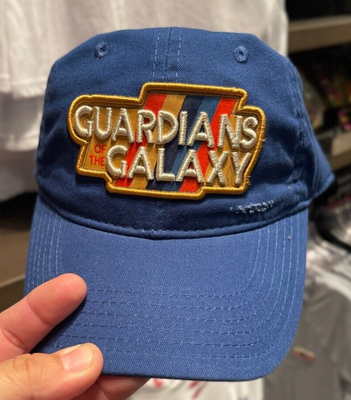 GUARDIANS
OF THE
GALAXY